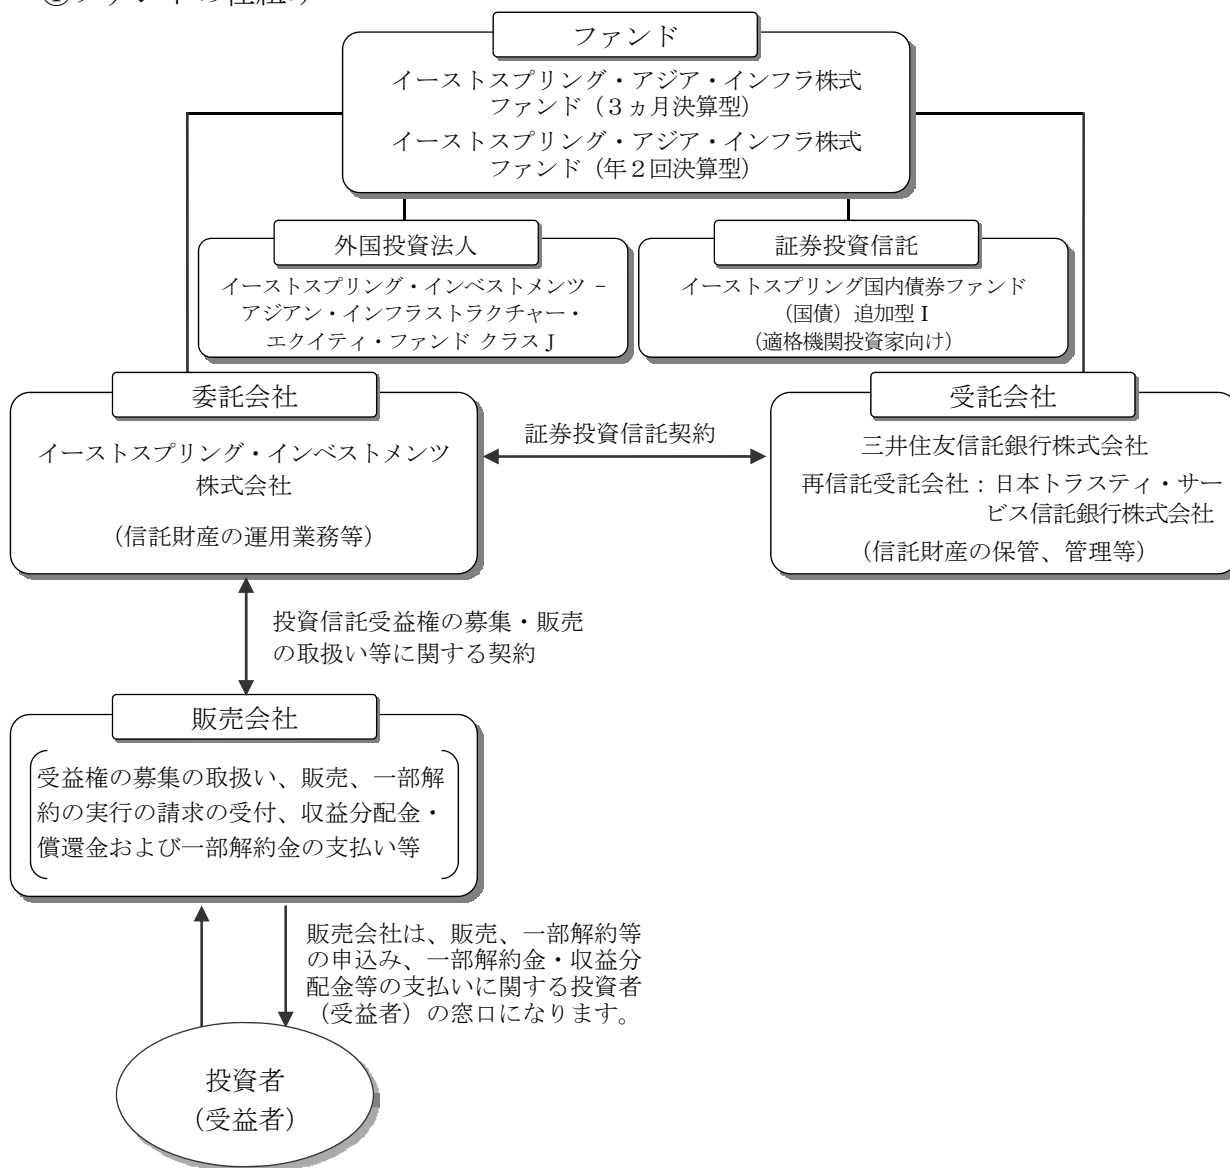 ファンド
イーストスプリング・アジア・インフラ株式
ファンド（３ヵ月決算型）
イーストスプリング・アジア・インフラ株式
ファンド（年２回決算型）
外国投資法人
イーストスプリング・インベストメンツ －
アジアン・インフラストラクチャー・
エクイティ・ファンド クラスＪ
証券投資信託
イーストスプリング国内債券ファンド
（国債）追加型Ｉ
（適格機関投資家向け）
委託会社
イーストスプリング・インベストメンツ
株式会社
（信託財産の運用業務等）
証券投資信託契約
受託会社
三井住友信託銀行株式会社
再信託受託会社：日本トラスティ・サー
ビス信託銀行株式会社
（信託財産の保管、管理等）
投資信託受益権の募集・販売
の取扱い等に関する契約
販売会社
受益権の募集の取扱い、販売、一部解
約の実行の請求の受付、収益分配金・
償還金および一部解約金の支払い等
販売会社は、販売、一部解約等
の申込み、一部解約金・収益分
配金等の支払いに関する投資者
（受益者）の窓口になります。
投資者
（受益者）